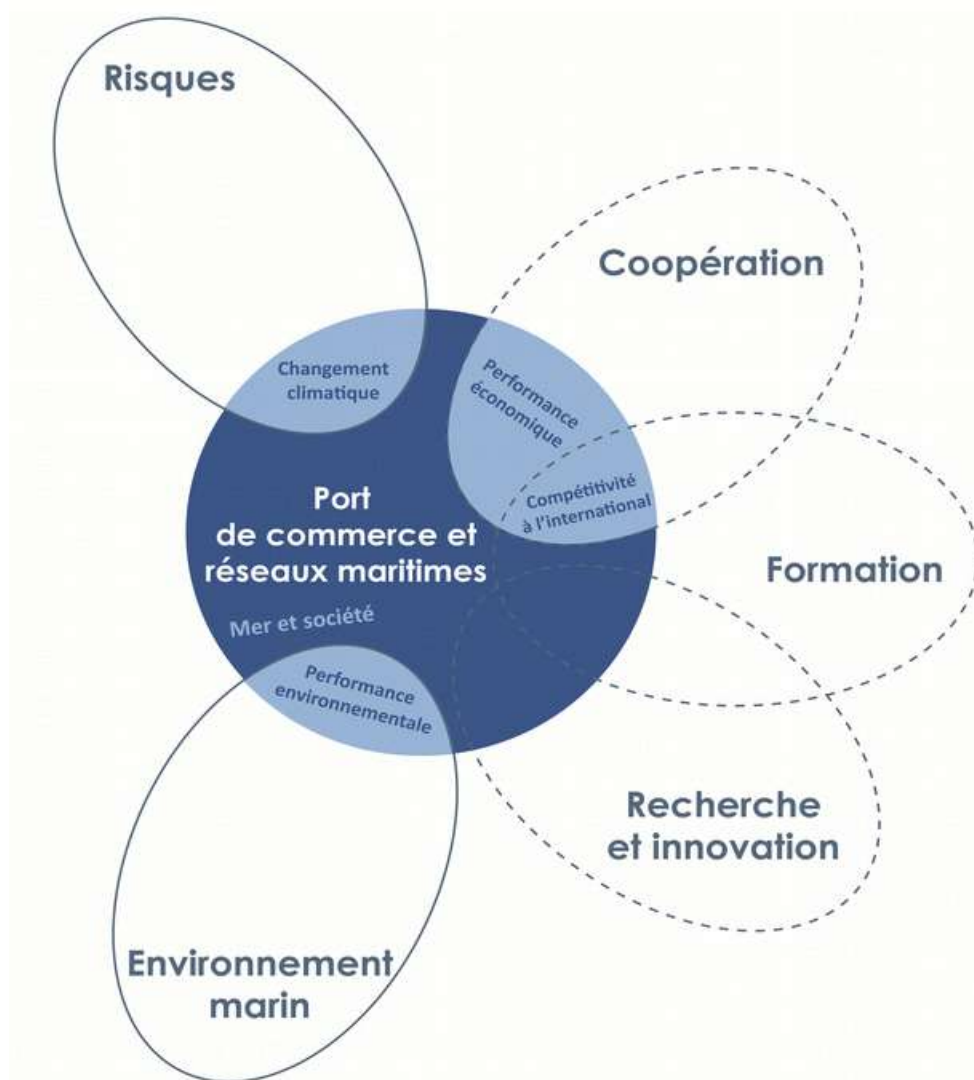 Risques
Coopération
Changement
climatique
Performance
économique
Compétitivité
à l'international
Port
de commerce et
réseaux maritimes
Formation
Mer et société
Performance
environnementale
Recherche
et innovation
Environnement
marin